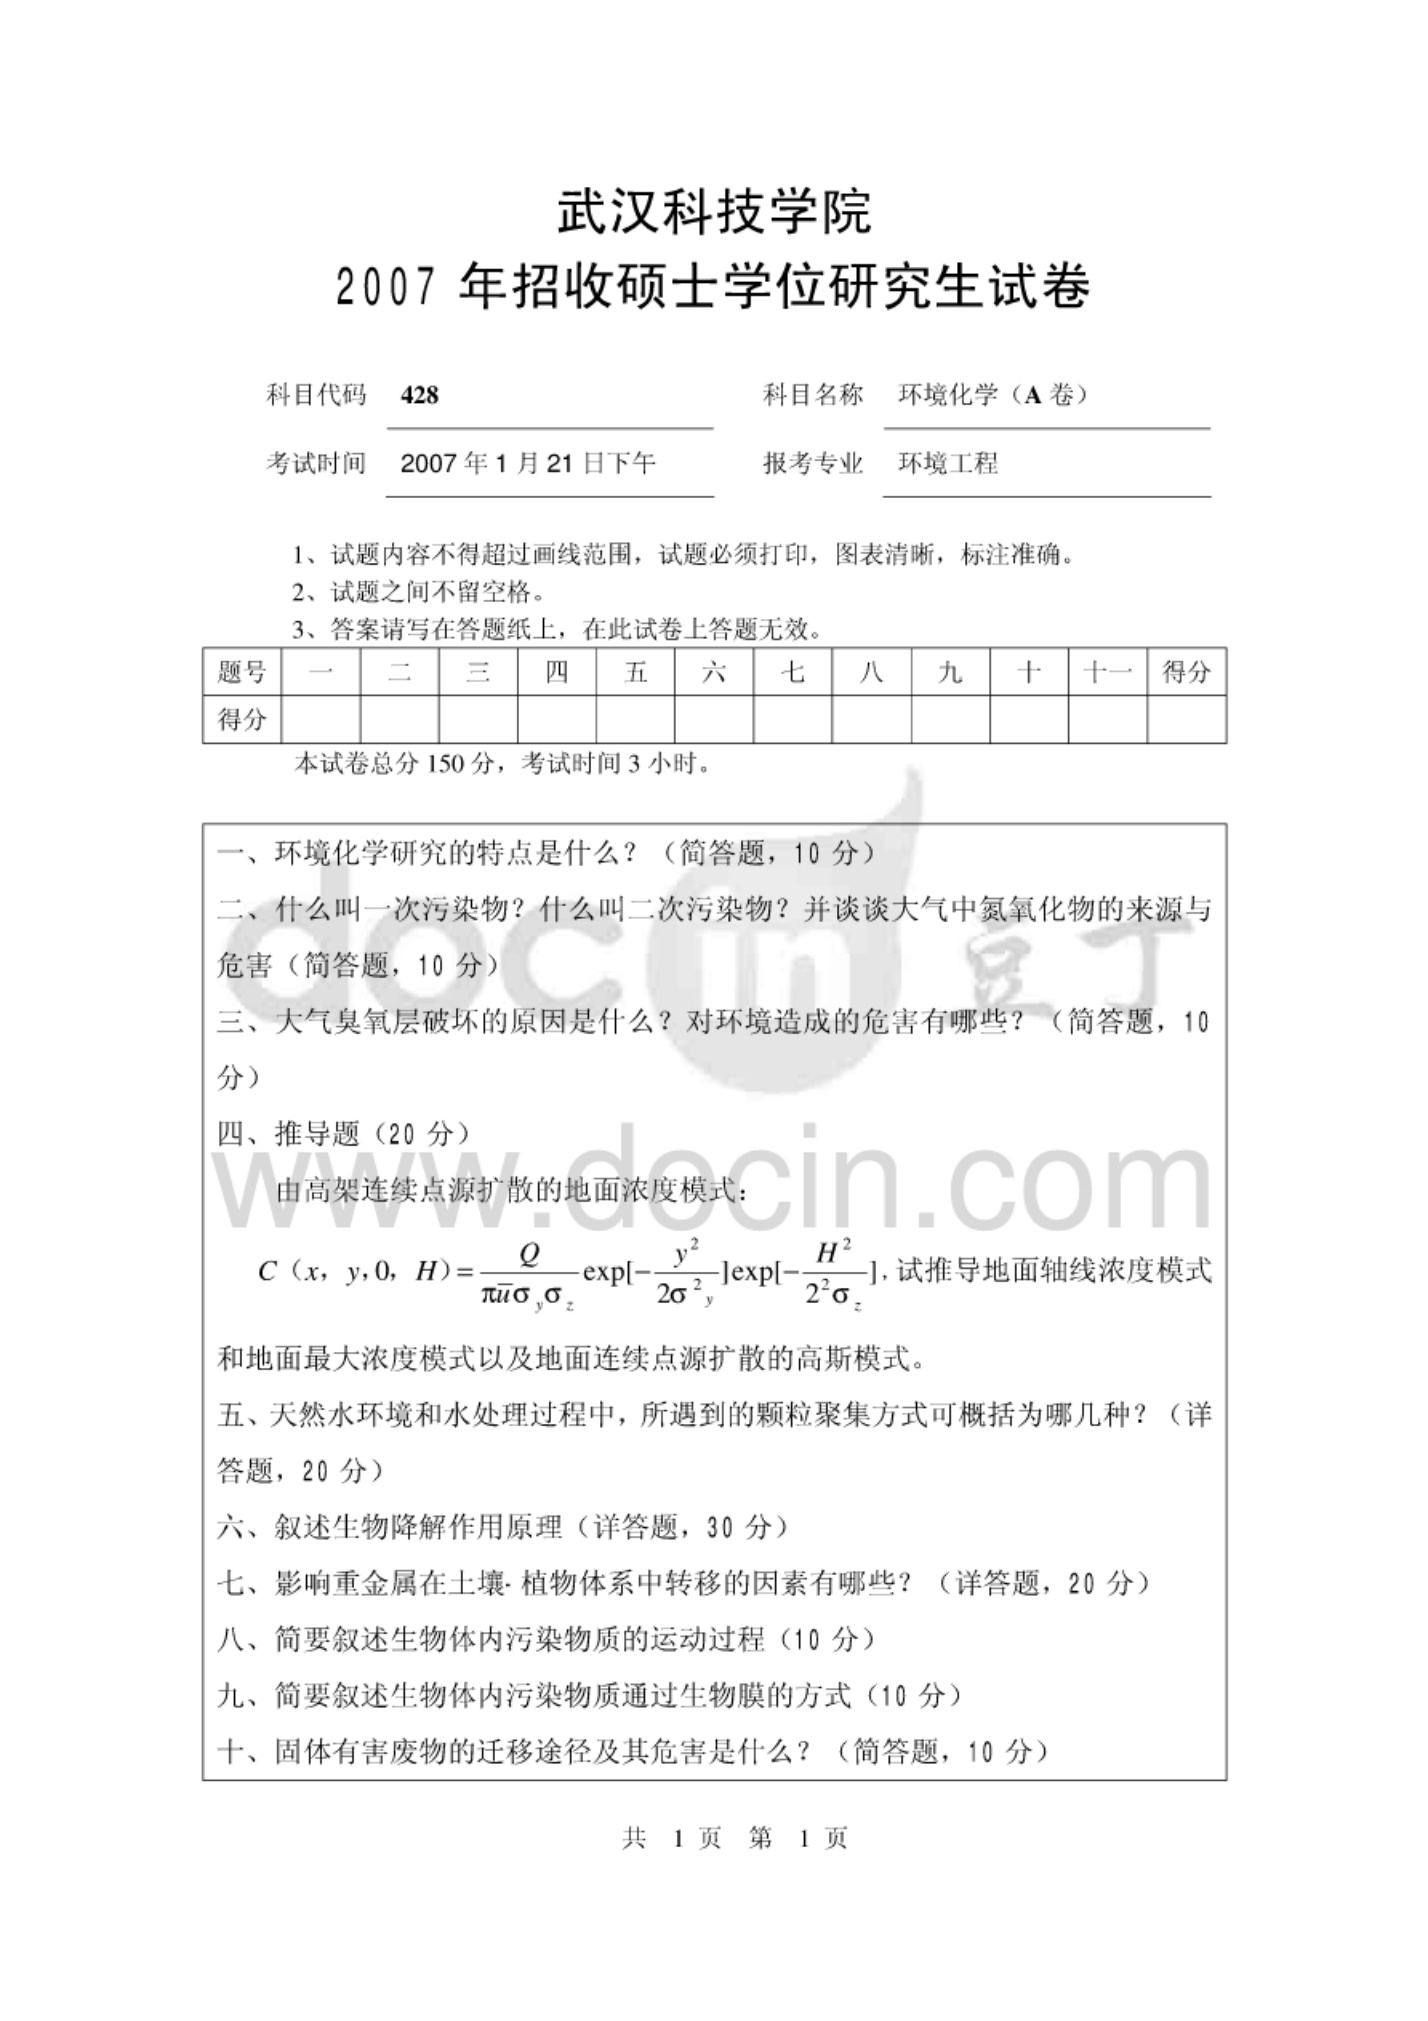 武汉科技学院
2007 年招收硕士学位研究生试卷
科目代码 428 科目名称 环境化学（A 卷）
考试时间 2007 年 1 月 21 日下午 报考专业 环境工程
1、试题内容不得超过画线范围，试题必须打印，图表清晰，标注准确。
2、试题之间不留空格。
3、答案请写在答题纸上，在此试卷上答题无效。
题号 一 二 三 四 五 六 七 八 九 十 十一 得分
得分
本试卷总分 150 分，考试时间 3 小时。
一、环境化学研究的特点是什么？（简答题，10 分）
二、什么叫一次污染物？什么叫二次污染物？并谈谈大气中氮氧化物的来源与
危害（简答题，10 分）
三、大气臭氧层破坏的原因是什么？对环境造成的危害有哪些？（简答题，10
分）
四、推导题（20 分）
由高架连续点源扩散的地面浓度模式：
C（x，y,0，H）= Q/(πūσ_yσ_z) exp[−y²/(2σ²_y)]exp[−H²/(2²σ_z)]，试推导地面轴线浓度模式
和地面最大浓度模式以及地面连续点源扩散的高斯模式。
五、天然水环境和水处理过程中，所遇到的颗粒聚集方式可概括为哪几种？（详
答题，20 分）
六、叙述生物降解作用原理（详答题，30 分）
七、影响重金属在土壤-植物体系中转移的因素有哪些？（详答题，20 分）
八、简要叙述生物体内污染物质的运动过程（10 分）
九、简要叙述生物体内污染物质通过生物膜的方式（10 分）
十、固体有害废物的迁移途径及其危害是什么？（简答题，10 分）
共 1 页 第 1 页
docin 豆丁
www.docin.com